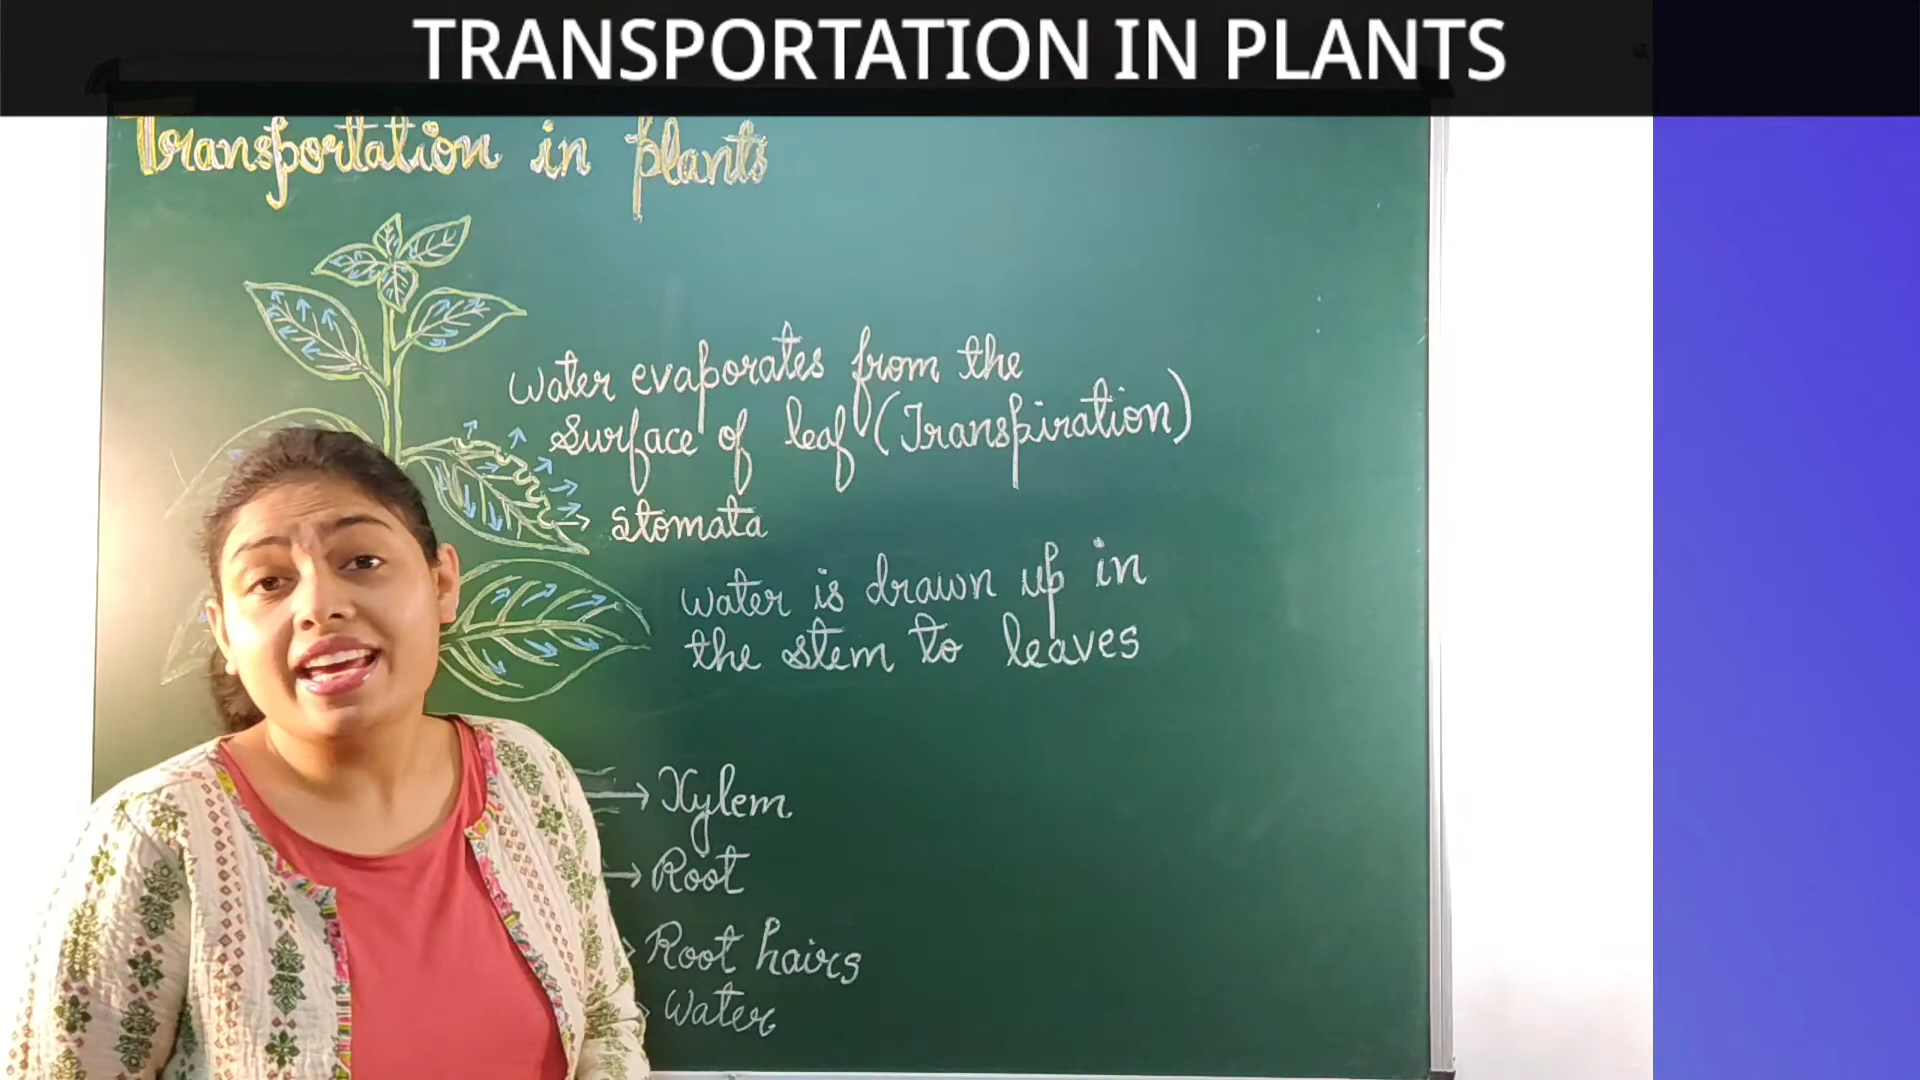 TRANSPORTATION IN PLANTS
Transportation in plants
Water evaporates from the
Surface of leaf (Transpiration)
Stomata
Water is drawn up in
the stem to leaves
Xylem
Root
Root hairs
Water